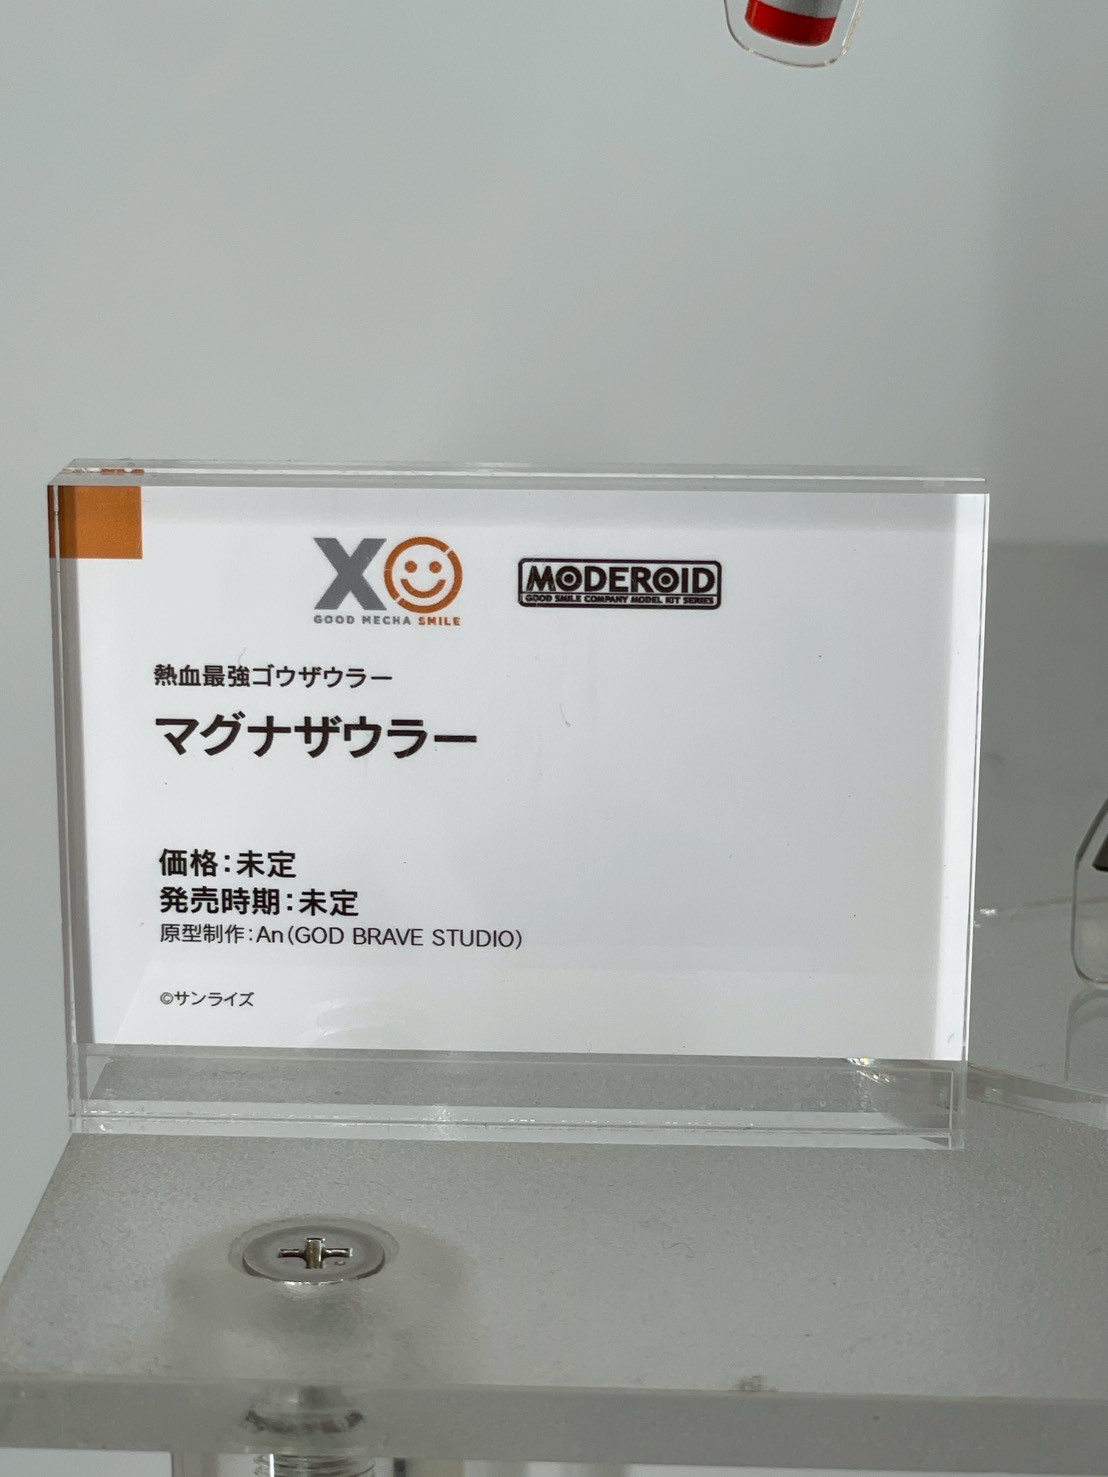 XO
GOOD MECHA SMILE
MODEROID
GOOD SMILE COMPANY MODEL KIT SERIES
熱血最強ゴウザウラー
マグナザウラー
価格：未定
発売時期：未定
原型制作：An（GOD BRAVE STUDIO）
©サンライズ